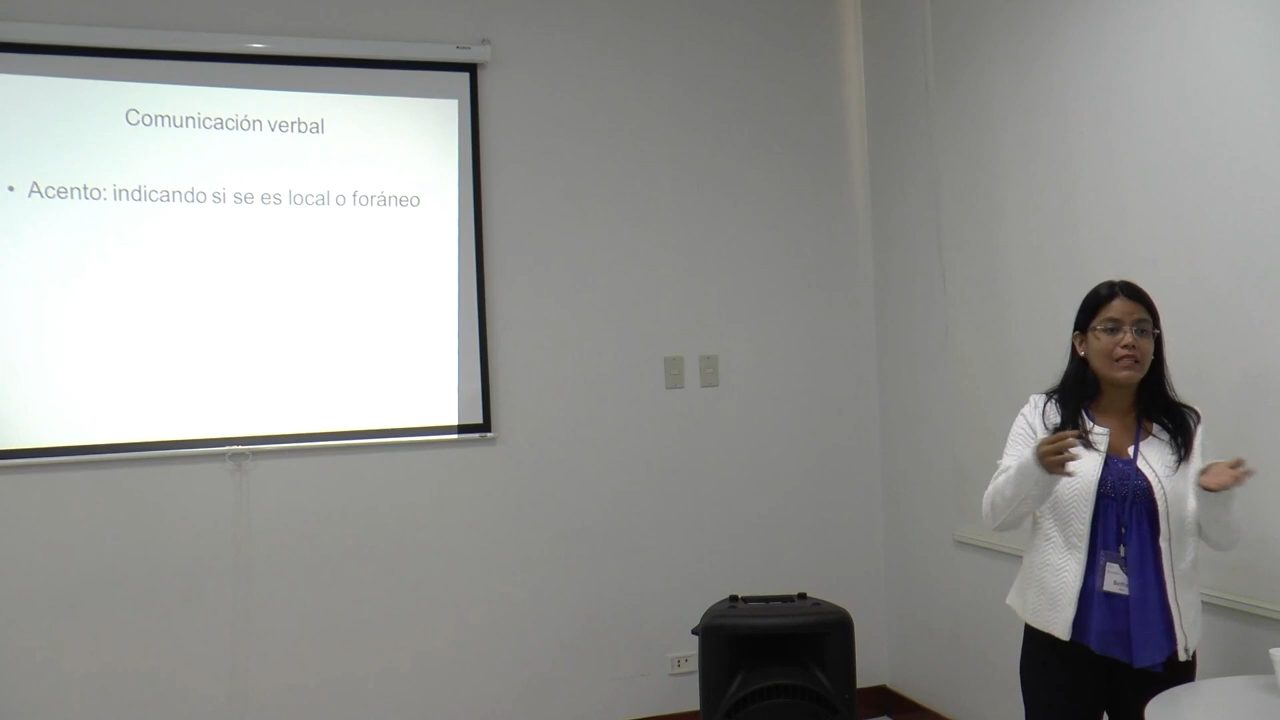 Comunicación verbal
• Acento: indicando si se es local o foráneo